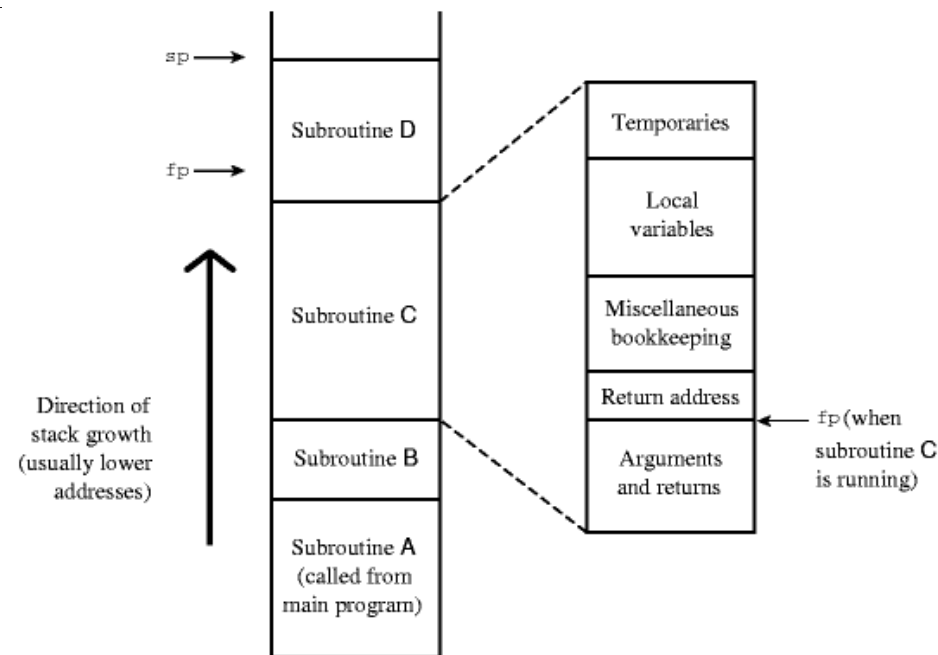 sp
Subroutine D
fp
Subroutine C
Direction of
stack growth
(usually lower
addresses)
Subroutine B
Subroutine A
(called from
main program)
Temporaries
Local
variables
Miscellaneous
bookkeeping
Return address
Arguments
and returns
fp (when
subroutine C
is running)